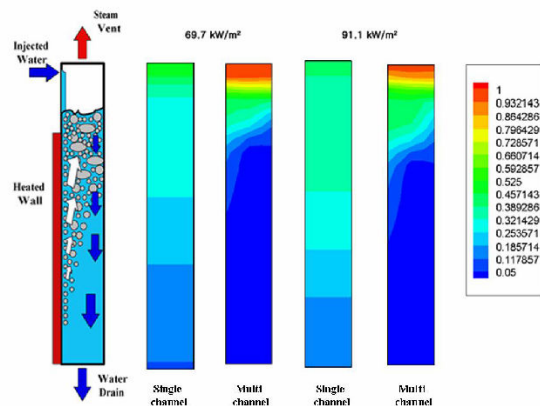 Steam
Vent
Injected
Water
Heated
Wall
Water
Drain
69.7 kW/m²
91.1 kW/m²
Single
channel
Multi
channel
Single
channel
Multi
channel
1
0.932143
0.864286
0.796429
0.728571
0.660714
0.592857
0.525
0.457143
0.389286
0.321429
0.253571
0.185714
0.117857
0.05